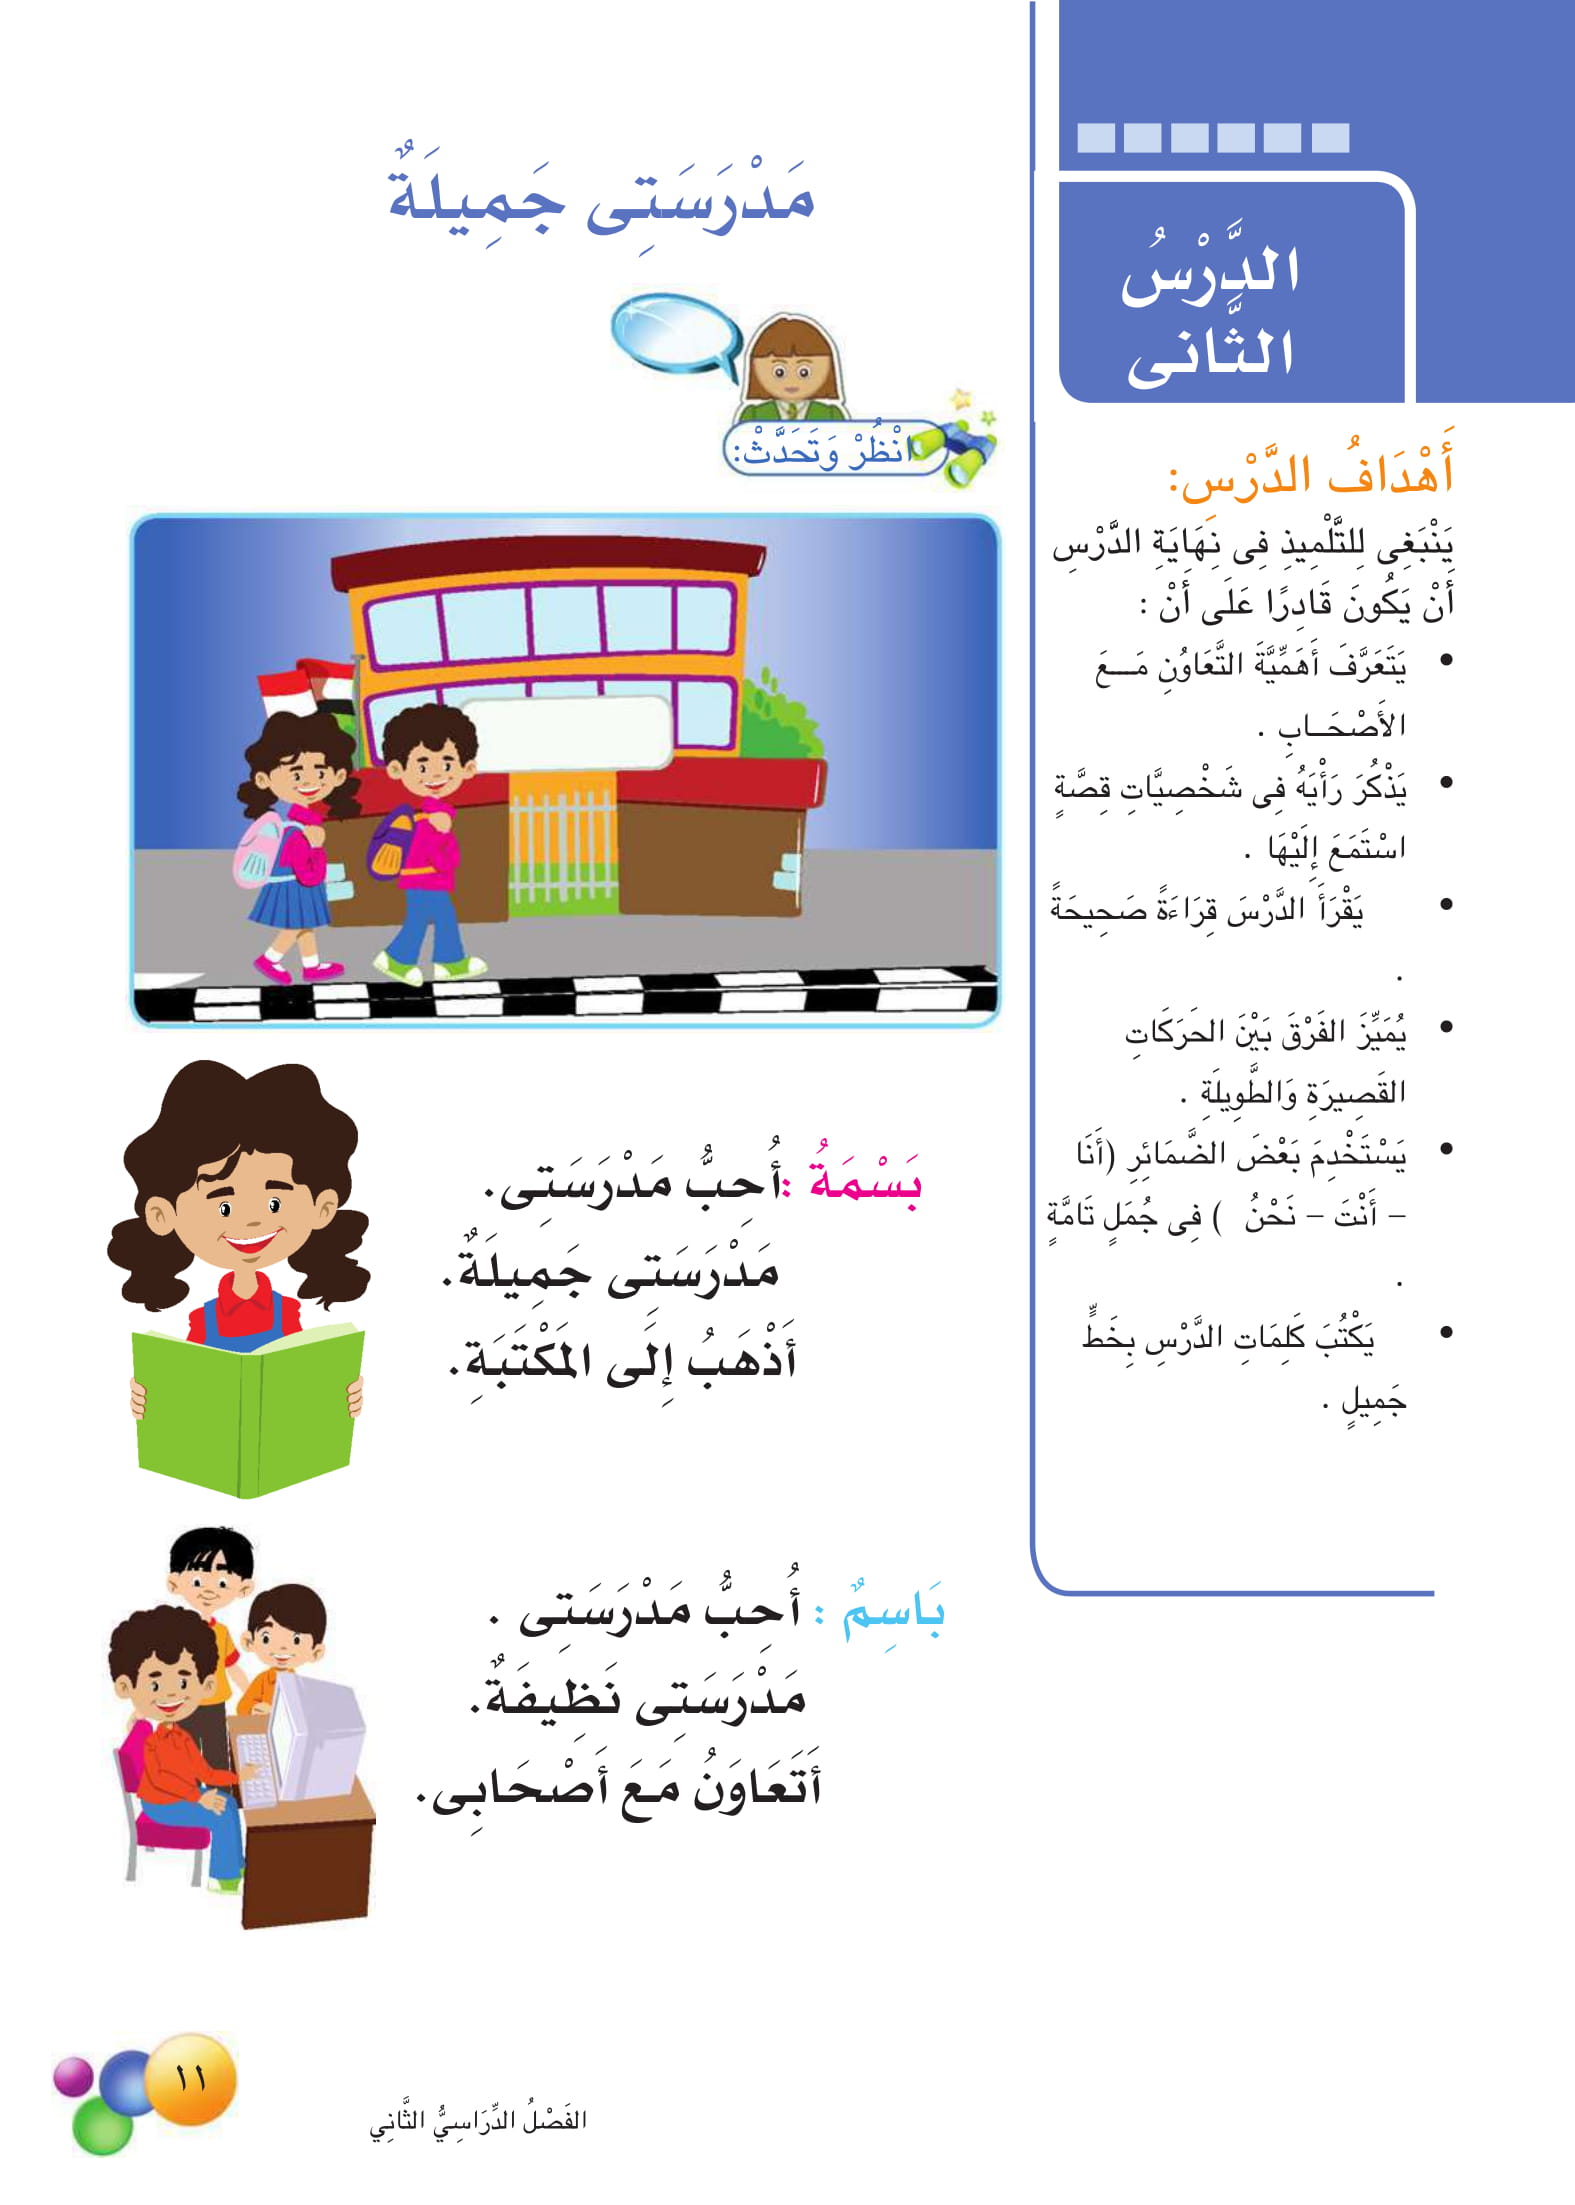 الدَّرْسُ
الثَّانى
مَدْرَسَتِى جَمِيلَةٌ
انْظُرْ وَتَحَدَّثْ:
أَهْدَافُ الدَّرْسِ:
يَنْبَغِى لِلتَّلْمِيذِ فِى نِهَايَةِ الدَّرْسِ
أَنْ يَكُونَ قَادِرًا عَلَى أَنْ :
• يَتَعَرَّفَ أَهَمِّيَّةَ التَّعَاوُنِ مَـــعَ
الأَصْحَــابِ .
• يَذْكُرَ رَأْيَهُ فِى شَخْصِيَّاتِ قِصَّةٍ
اسْتَمَعَ إِلَيْهَا .
• يَقْرَأَ الدَّرْسَ قِرَاءَةً صَحِيحَةً
.
• يُمَيِّزَ الفَرْقَ بَيْنَ الحَرَكَاتِ
القَصِيرَةِ وَالطَّوِيلَةِ .
• يَسْتَخْدِمَ بَعْضَ الضَّمَائِرِ (أَنَا
– أَنْتَ – نَحْنُ ) فِى جُمَلٍ تَامَّةٍ
.
• يَكْتُبَ كَلِمَاتِ الدَّرْسِ بِخَطٍّ
جَمِيلٍ .
بَسْمَةُ :أُحِبُّ مَدْرَسَتِى.
مَدْرَسَتِى جَمِيلَةٌ.
أَذْهَبُ إِلَى المَكْتَبَةِ.
بَاسِمٌ : أُحِبُّ مَدْرَسَتِى .
مَدْرَسَتِى نَظِيفَةٌ.
أَتَعَاوَنُ مَعَ أَصْحَابِى.
١١
الفَصْلُ الدِّرَاسِيُّ الثَّانِي